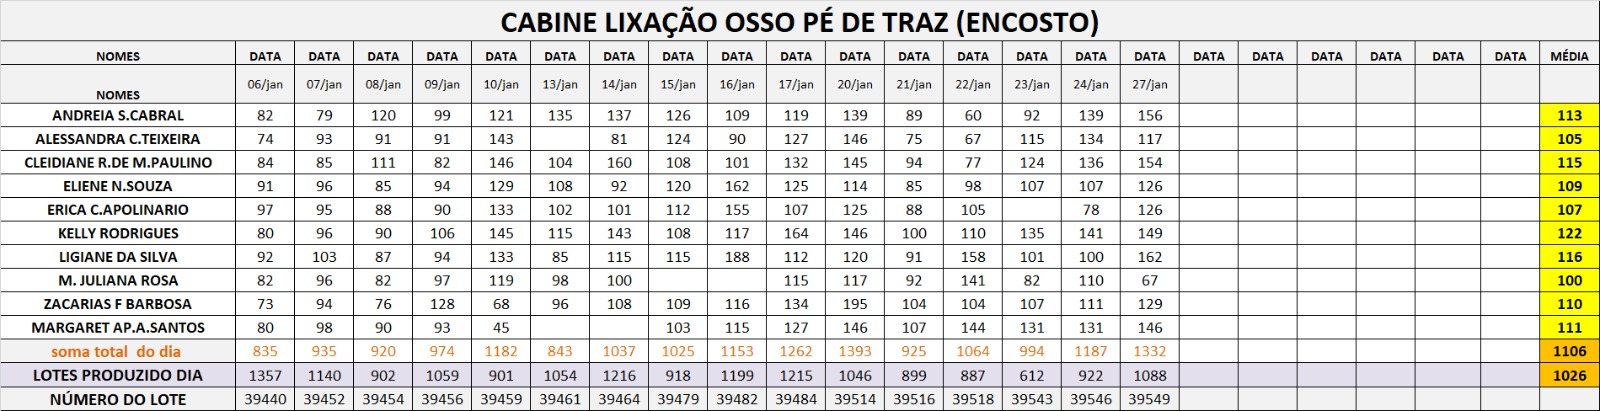 CABINE LIXAÇÃO OSSO PÉ DE TRAZ (ENCOSTO)
NOMES DATA DATA DATA DATA DATA DATA DATA DATA DATA DATA DATA DATA DATA DATA DATA DATA DATA DATA DATA DATA DATA DATA MÉDIA
NOMES 06/jan 07/jan 08/jan 09/jan 10/jan 13/jan 14/jan 15/jan 16/jan 17/jan 20/jan 21/jan 22/jan 23/jan 24/jan 27/jan
ANDREIA S.CABRAL 82 79 120 99 121 135 137 126 109 119 139 89 60 92 139 156 113
ALESSANDRA C.TEIXEIRA 74 93 91 91 143 81 124 90 127 146 75 67 115 134 117 105
CLEIDIANE R.DE M.PAULINO 84 85 111 82 146 104 160 108 101 132 145 94 77 124 136 154 115
ELIENE N.SOUZA 91 96 85 94 129 108 92 120 162 125 114 85 98 107 107 126 109
ERICA C.APOLINARIO 97 95 88 90 133 102 101 112 155 107 125 88 105 78 126 107
KELLY RODRIGUES 80 96 90 106 145 115 143 108 117 164 146 100 110 135 141 149 122
LIGIANE DA SILVA 92 103 87 94 133 85 115 115 188 112 120 91 158 101 100 162 116
M. JULIANA ROSA 82 96 82 97 119 98 100 115 117 92 141 82 110 67 100
ZACARIAS F BARBOSA 73 94 76 128 68 96 108 109 116 134 195 104 104 107 111 129 110
MARGARET AP.A.SANTOS 80 98 90 93 45 103 115 127 146 107 144 131 131 146 111
soma total do dia 835 935 920 974 1182 843 1037 1025 1153 1262 1393 925 1064 994 1187 1332 1106
LOTES PRODUZIDO DIA 1357 1140 902 1059 901 1054 1216 918 1199 1215 1046 899 887 612 922 1088 1026
NÚMERO DO LOTE 39440 39452 39454 39456 39459 39461 39464 39479 39482 39484 39514 39516 39518 39543 39546 39549